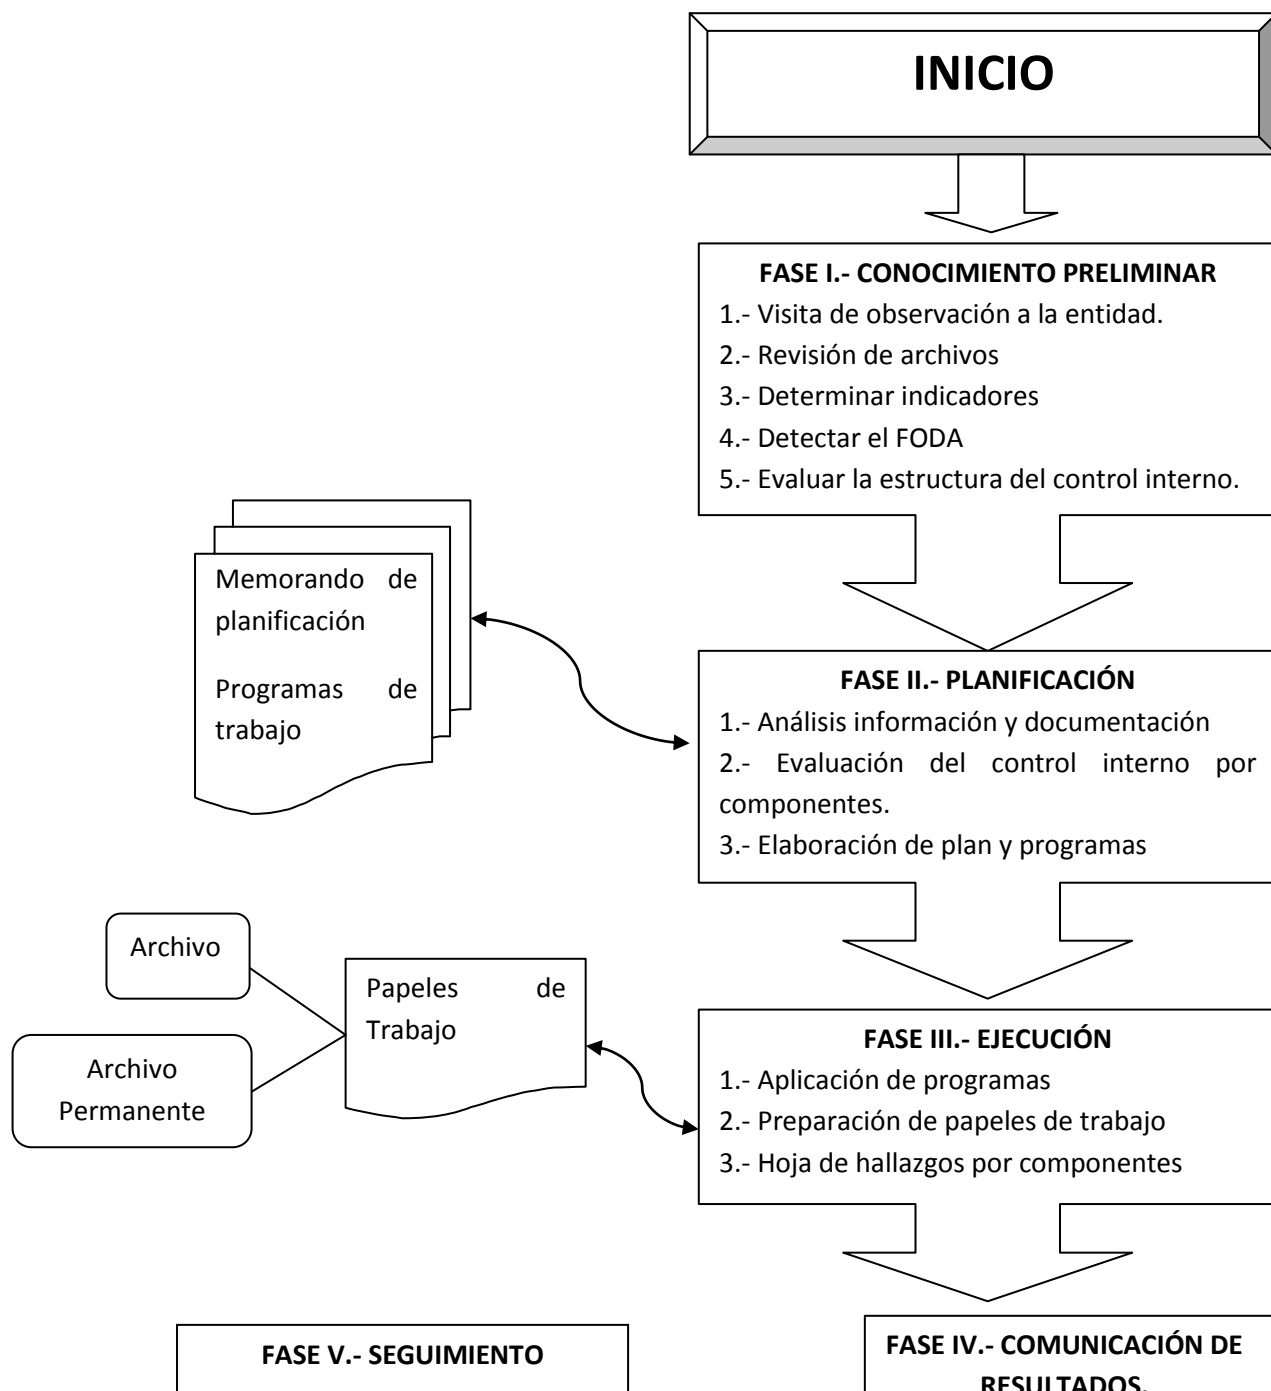 INICIO
FASE I.- CONOCIMIENTO PRELIMINAR
1.- Visita de observación a la entidad.
2.- Revisión de archivos
3.- Determinar indicadores
4.- Detectar el FODA
5.- Evaluar la estructura del control interno.
Memorando de
planificación
Programas de
trabajo
FASE II.- PLANIFICACIÓN
1.- Análisis información y documentación
2.- Evaluación del control interno por
componentes.
3.- Elaboración de plan y programas
Archivo
Archivo
Permanente
Papeles de
Trabajo
FASE III.- EJECUCIÓN
1.- Aplicación de programas
2.- Preparación de papeles de trabajo
3.- Hoja de hallazgos por componentes
FASE V.- SEGUIMIENTO
FASE IV.- COMUNICACIÓN DE
RESULTADOS.